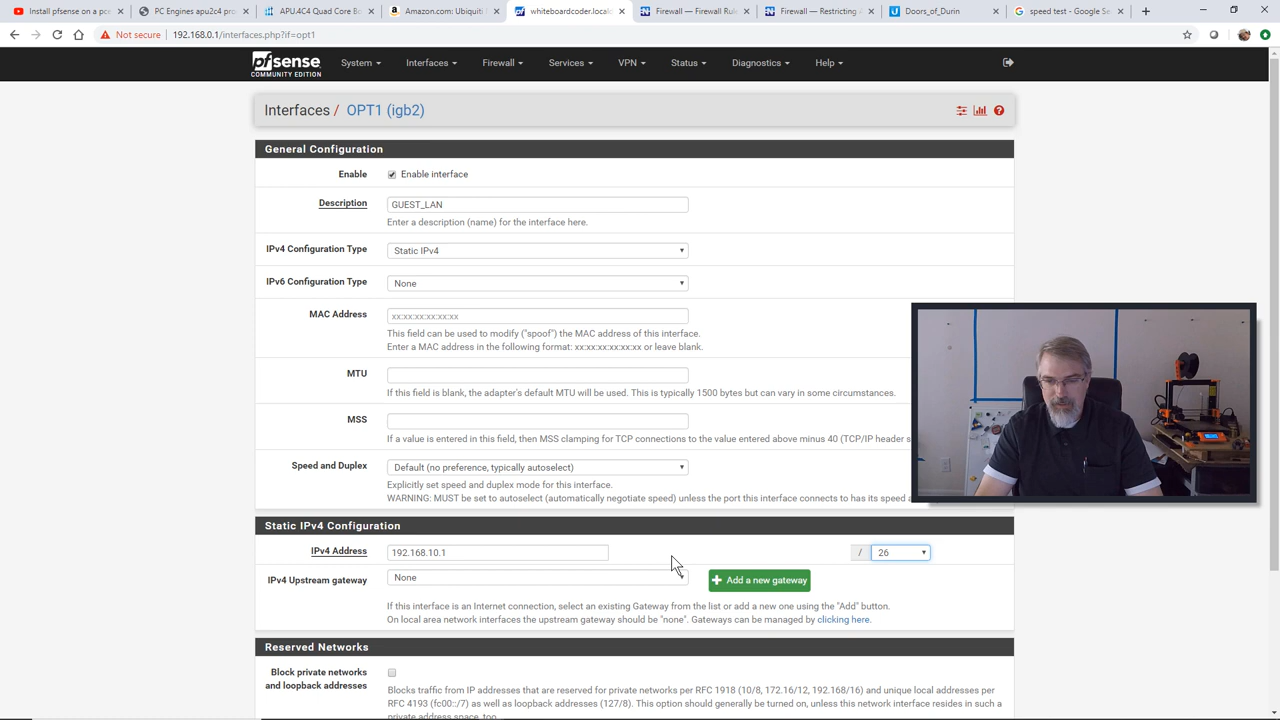 Install pfsense on a pce
PC Engines apu2c4 pro
APU.4C4 Quad Core Bo
Amazon.com: Ubiquiti
whiteboardcoder.locald
Firewall — Firewall Rule
Firewall — Restricting A
Doors_of_Durin
speed test - Google Se
Not secure 192.168.0.1/interfaces.php?if=opt1
pfsense
COMMUNITY EDITION
System Interfaces Firewall Services VPN Status Diagnostics Help
Interfaces / OPT1 (igb2)
General Configuration
Enable Enable interface
Description GUEST_LAN
Enter a description (name) for the interface here.
IPv4 Configuration Type Static IPv4
IPv6 Configuration Type None
MAC Address xx:xx:xx:xx:xx:xx
This field can be used to modify ("spoof") the MAC address of this interface.
Enter a MAC address in the following format: xx:xx:xx:xx:xx:xx or leave blank.
MTU
If this field is blank, the adapter's default MTU will be used. This is typically 1500 bytes but can vary in some circumstances.
MSS
If a value is entered in this field, then MSS clamping for TCP connections to the value entered above minus 40 (TCP/IP header s
Speed and Duplex Default (no preference, typically autoselect)
Explicitly set speed and duplex mode for this interface.
WARNING: MUST be set to autoselect (automatically negotiate speed) unless the port this interface connects to has its speed a
Static IPv4 Configuration
IPv4 Address 192.168.10.1 / 26
IPv4 Upstream gateway None + Add a new gateway
If this interface is an Internet connection, select an existing Gateway from the list or add a new one using the "Add" button.
On local area network interfaces the upstream gateway should be "none". Gateways can be managed by clicking here.
Reserved Networks
Block private networks
and loopback addresses
Blocks traffic from IP addresses that are reserved for private networks per RFC 1918 (10/8, 172.16/12, 192.168/16) and unique local addresses per
RFC 4193 (fc00::/7) as well as loopback addresses (127/8). This option should generally be turned on, unless this network interface resides in such a
private address space, too.